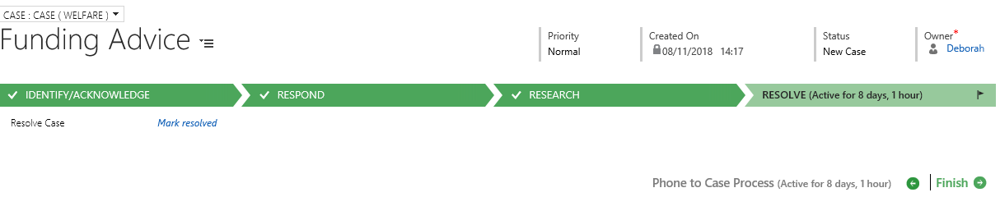 CASE : CASE ( WELFARE )
Funding Advice
Priority
Normal
Created On
08/11/2018 14:17
Status
New Case
Owner*
Deborah
IDENTIFY/ACKNOWLEDGE
RESPOND
RESEARCH
RESOLVE (Active for 8 days, 1 hour)
Resolve Case
Mark resolved
Phone to Case Process (Active for 8 days, 1 hour)
Finish